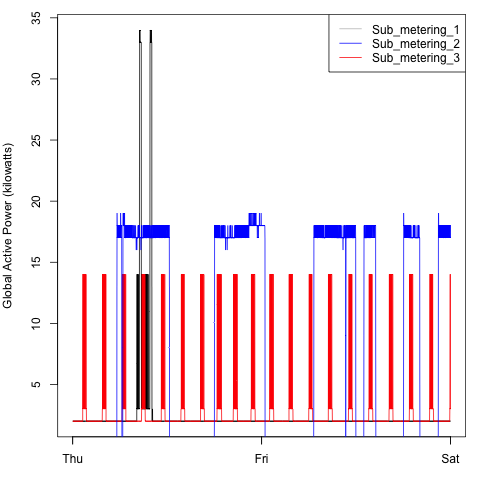 Sub_metering_1
Sub_metering_2
Sub_metering_3
Global Active Power (kilowatts)
35
30
25
20
15
10
5
Thu Fri Sat